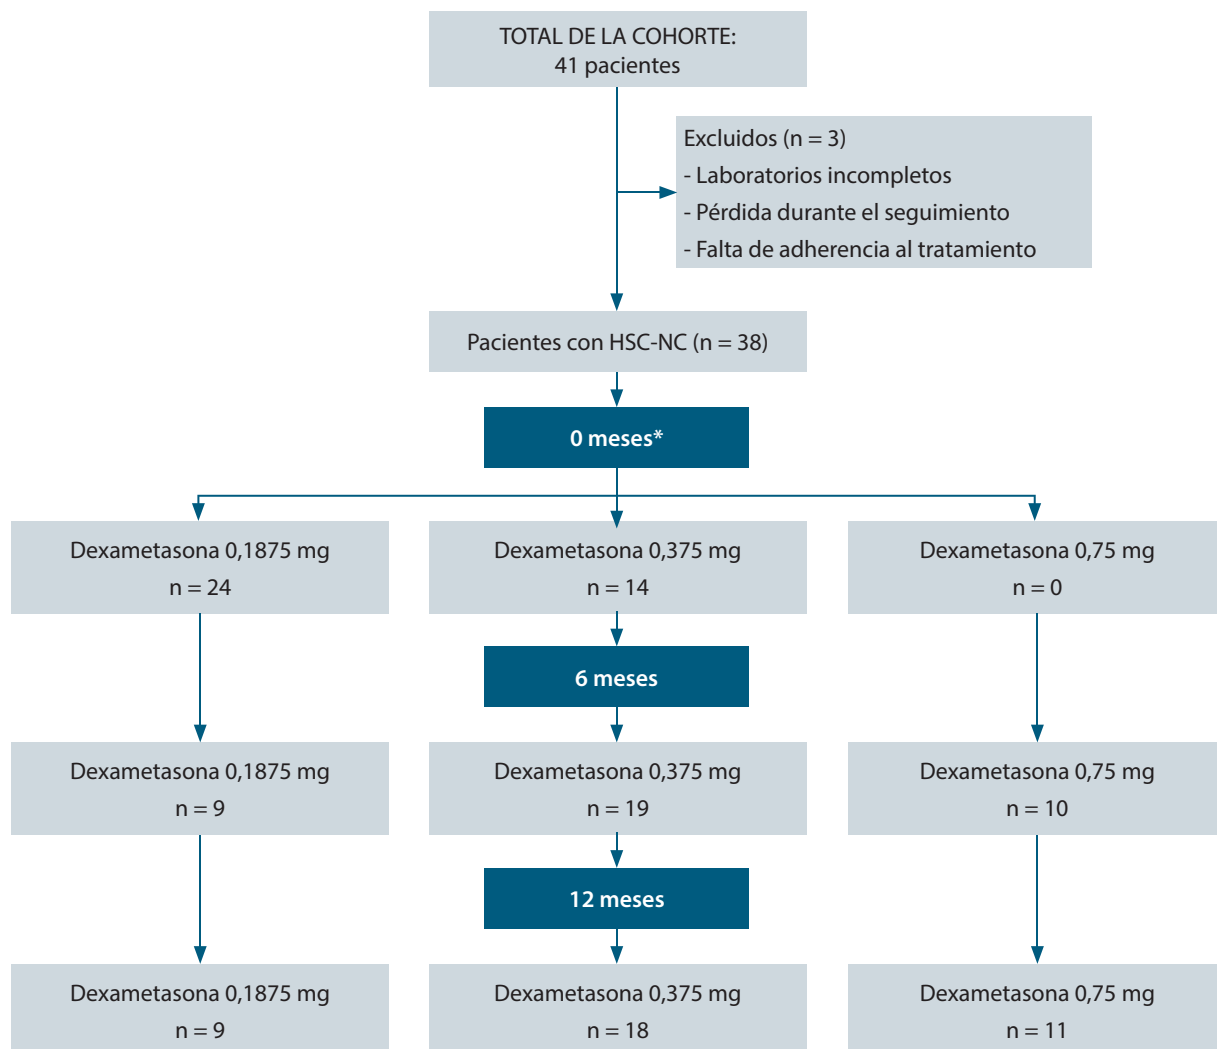 TOTAL DE LA COHORTE:
41 pacientes
Excluidos (n = 3)
- Laboratorios incompletos
- Pérdida durante el seguimiento
- Falta de adherencia al tratamiento
Pacientes con HSC-NC (n = 38)
0 meses*
Dexametasona 0,1875 mg
n = 24
Dexametasona 0,375 mg
n = 14
Dexametasona 0,75 mg
n = 0
6 meses
Dexametasona 0,1875 mg
n = 9
Dexametasona 0,375 mg
n = 19
Dexametasona 0,75 mg
n = 10
12 meses
Dexametasona 0,1875 mg
n = 9
Dexametasona 0,375 mg
n = 18
Dexametasona 0,75 mg
n = 11